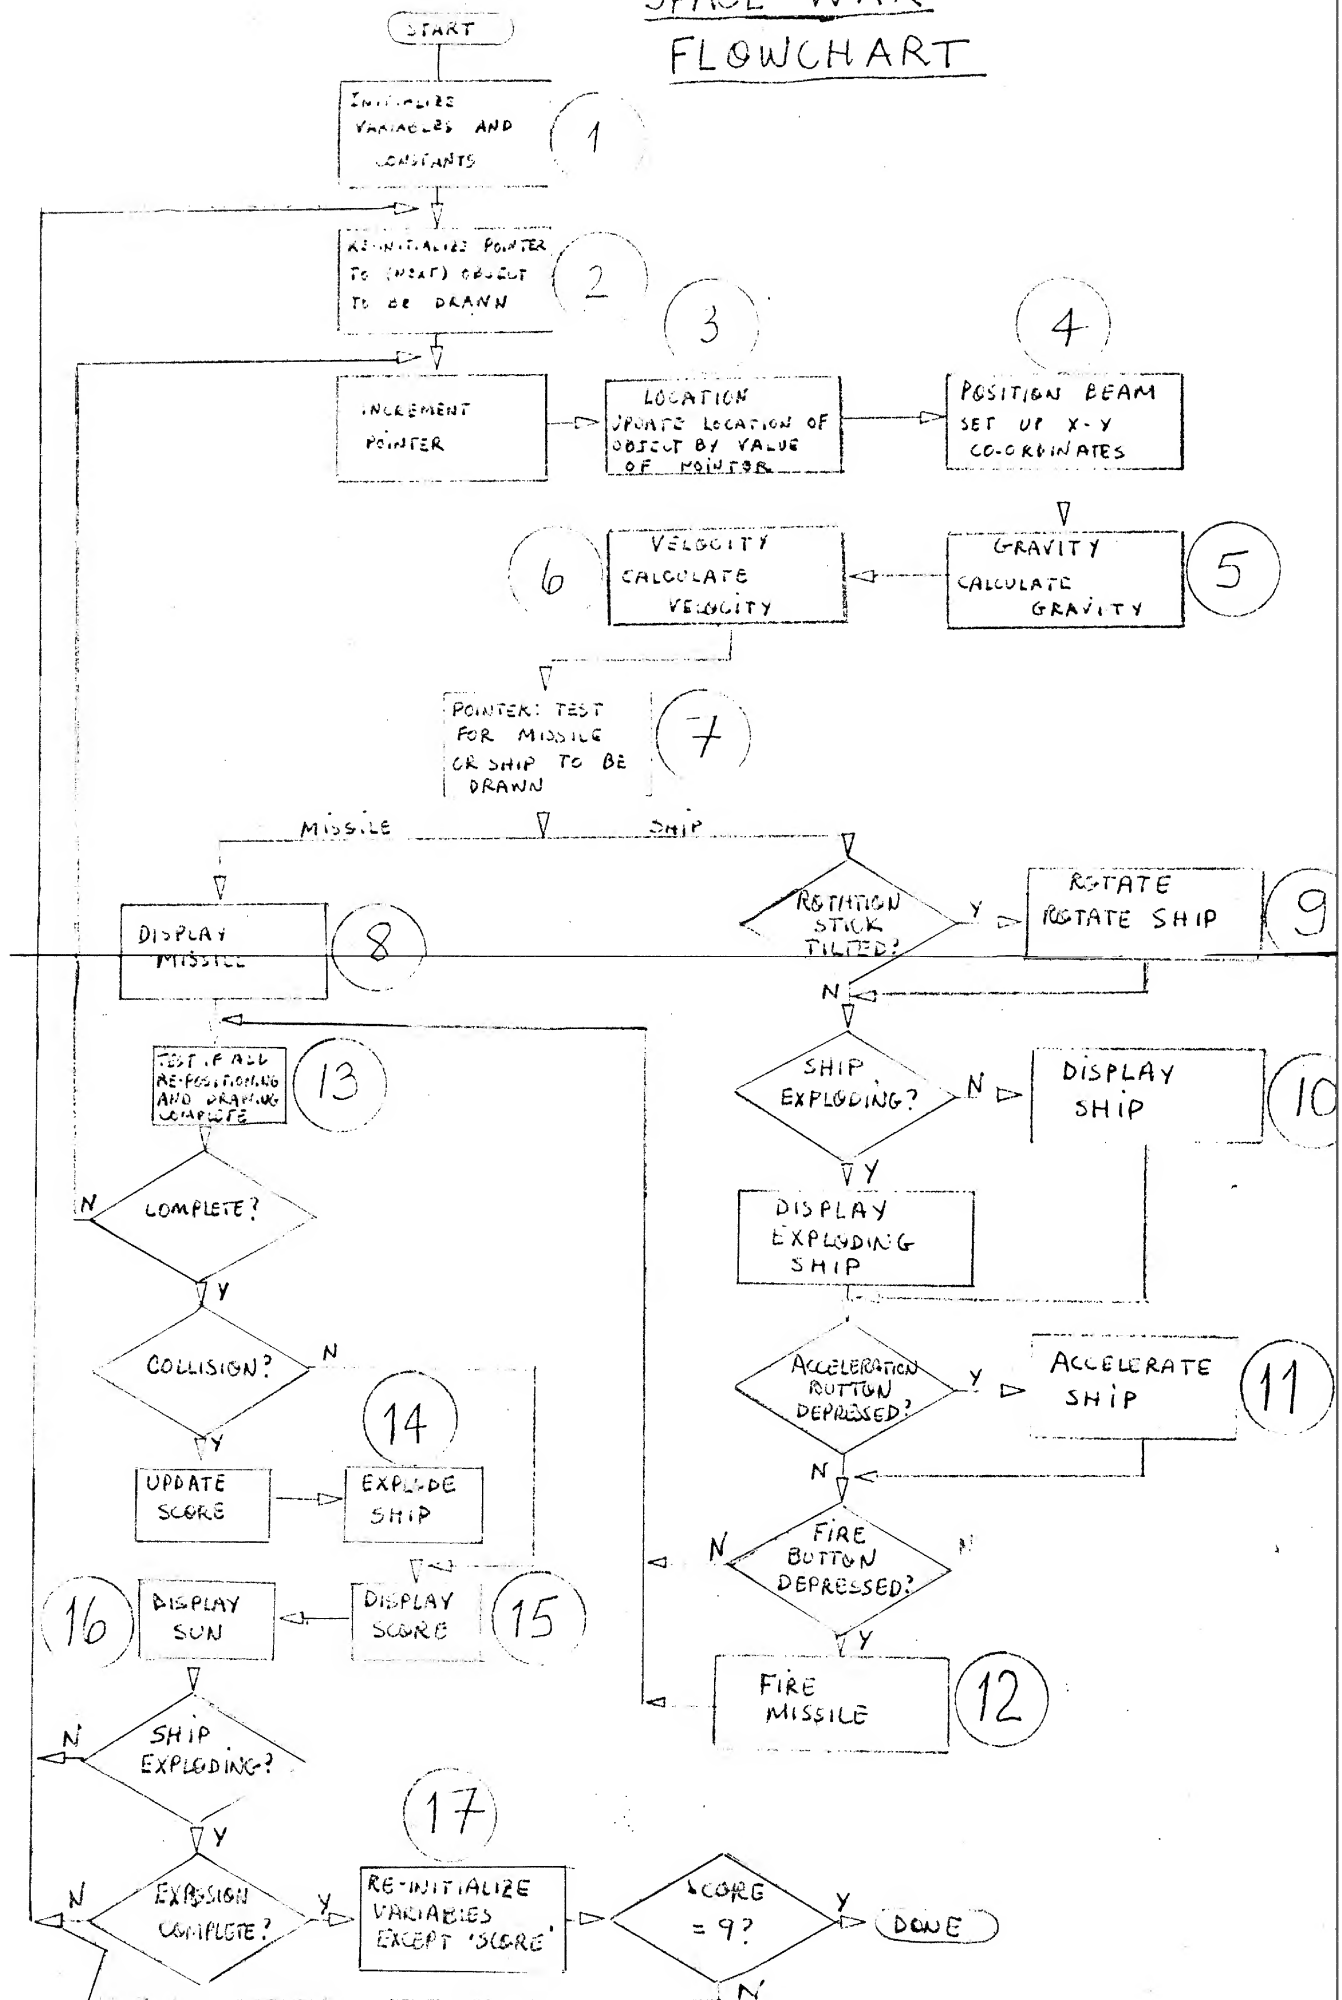 SPACE WAR
FLOWCHART
START
INITIALIZE
VARIABLES AND
CONSTANTS
1
RE-INITIALIZE POINTER
TO (NEXT) OBJECT
TO BE DRAWN
2
INCREMENT
POINTER
3
LOCATION
UPDATE LOCATION OF
OBJECT BY VALUE
OF POINTOR
4
POSITION BEAM
SET UP X-Y
CO-ORDINATES
GRAVITY
CALCULATE
GRAVITY
5
VELOCITY
CALCULATE
VELOCITY
6
POINTER: TEST
FOR MISSILE
OR SHIP TO BE
DRAWN
7
MISSILE
SHIP
DISPLAY
MISSILE
8
ROTATION
STICK
TILTED?
Y
N
ROTATE
ROTATE SHIP
9
SHIP
EXPLODING?
N
Y
DISPLAY
SHIP
10
DISPLAY
EXPLODING
SHIP
ACCELERATION
BUTTON
DEPRESSED?
Y
N
ACCELERATE
SHIP
11
FIRE
BUTTON
DEPRESSED?
N
N
Y
FIRE
MISSILE
12
TEST IF ALL
RE-POSITIONING
AND DRAWING
COMPLETE
13
COMPLETE?
N
Y
COLLISION?
N
Y
UPDATE
SCORE
EXPLODE
SHIP
14
DISPLAY
SCORE
15
DISPLAY
SUN
16
SHIP
EXPLODING?
N
Y
EXPLOSION
COMPLETE?
N
Y
17
RE-INITIALIZE
VARIABLES
EXCEPT 'SCORE'
SCORE
= 9?
Y
N
DONE